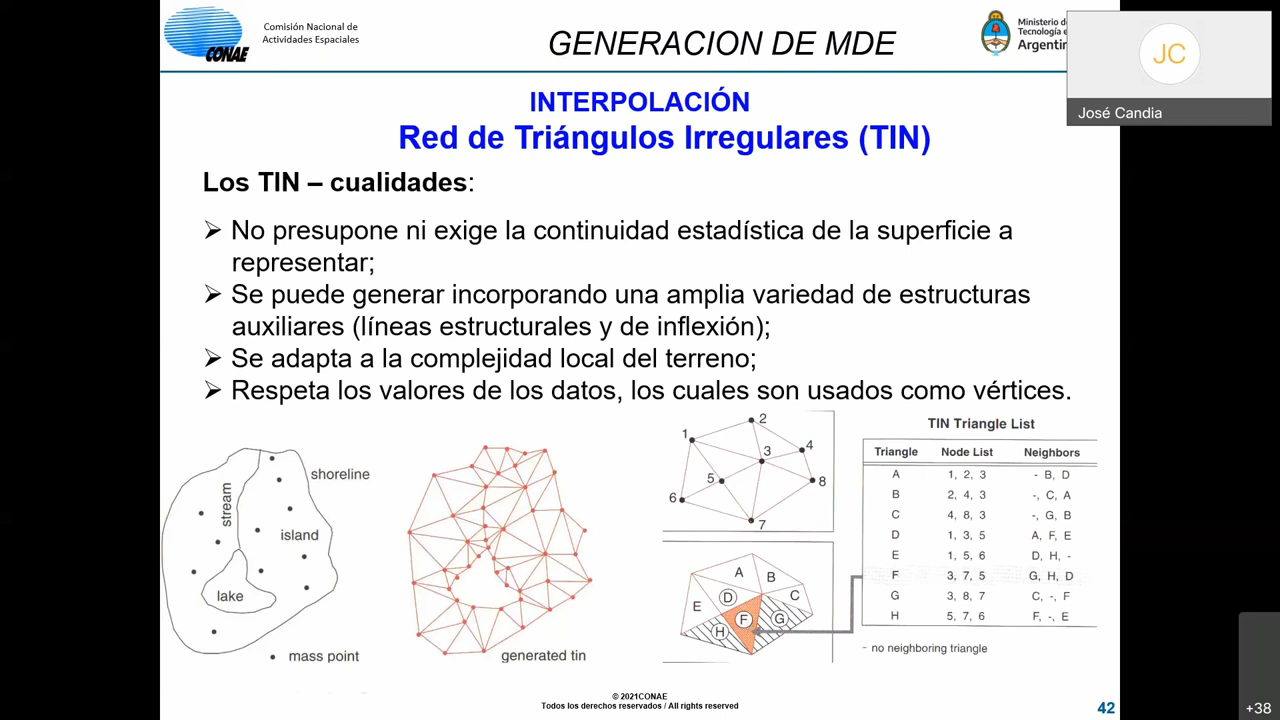 CONAE
Comisión Nacional de
Actividades Espaciales
GENERACION DE MDE
Ministerio de
Tecnología e
Argentin
JC
José Candia
INTERPOLACIÓN
Red de Triángulos Irregulares (TIN)
Los TIN – cualidades:
No presupone ni exige la continuidad estadística de la superficie a
representar;
Se puede generar incorporando una amplia variedad de estructuras
auxiliares (líneas estructurales y de inflexión);
Se adapta a la complejidad local del terreno;
Respeta los valores de los datos, los cuales son usados como vértices.
shoreline
stream
island
lake
mass point
generated tin
1
2
3
4
5
6
7
8
A
B
C
D
E
F
G
H
TIN Triangle List
Triangle Node List Neighbors
A 1, 2, 3 - B, D
B 2, 4, 3 -, C, A
C 4, 8, 3 -, G, B
D 1, 3, 5 A, F, E
E 1, 5, 6 D, H, -
F 3, 7, 5 G, H, D
G 3, 8, 7 C, -, F
H 5, 7, 6 F, -, E
- no neighboring triangle
© 2021CONAE
Todos los derechos reservados / All rights reserved
42
+38